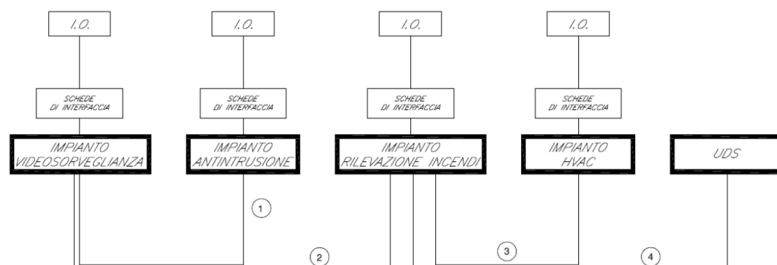 I.O.
I.O.
I.O.
I.O.
SCHEDE
DI INTERFACCIA
SCHEDE
DI INTERFACCIA
SCHEDE
DI INTERFACCIA
SCHEDE
DI INTERFACCIA
IMPIANTO
VIDEOSORVEGLIANZA
IMPIANTO
ANTINTRUSIONE
IMPIANTO
RILEVAZIONE INCENDI
IMPIANTO
HVAC
UDS
1
2
3
4